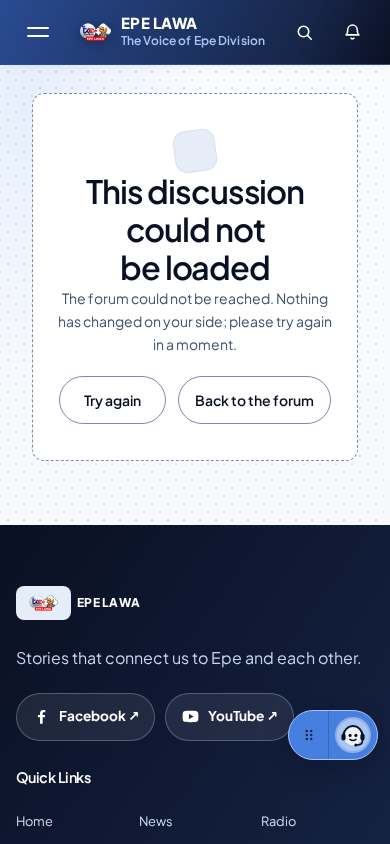 EPE LAWA
The Voice of Epe Division
This discussion
could not
be loaded
The forum could not be reached. Nothing
has changed on your side; please try again
in a moment.
Try again
Back to the forum
EPE LAWA
Stories that connect us to Epe and each other.
Facebook ↗
YouTube ↗
Quick Links
Home
News
Radio